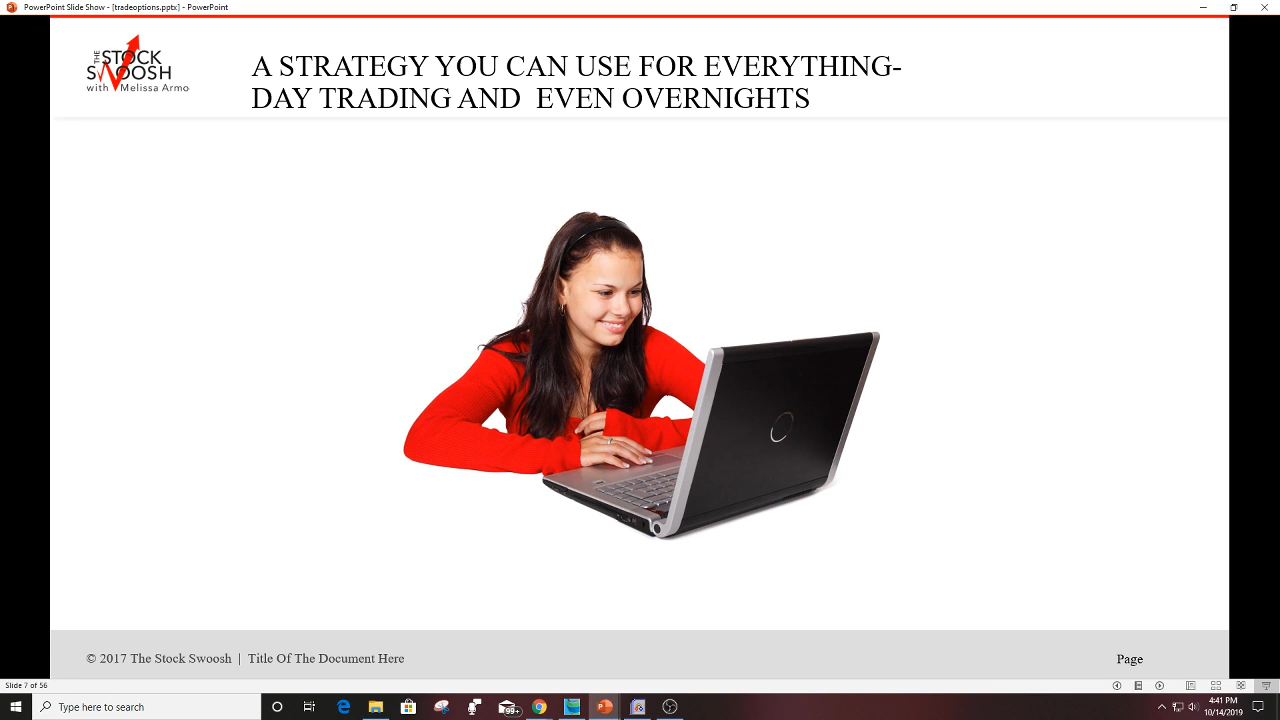 PowerPoint Slide Show - [tradeoptions.pptx] - PowerPoint
THE
STOCK
SWOOSH
with Melissa Armo
A STRATEGY YOU CAN USE FOR EVERYTHING-
DAY TRADING AND  EVEN OVERNIGHTS
© 2017 The Stock Swoosh | Title Of The Document Here
Page
Slide 7 of 56
Type here to search
99+
4:41 PM
10/14/2019